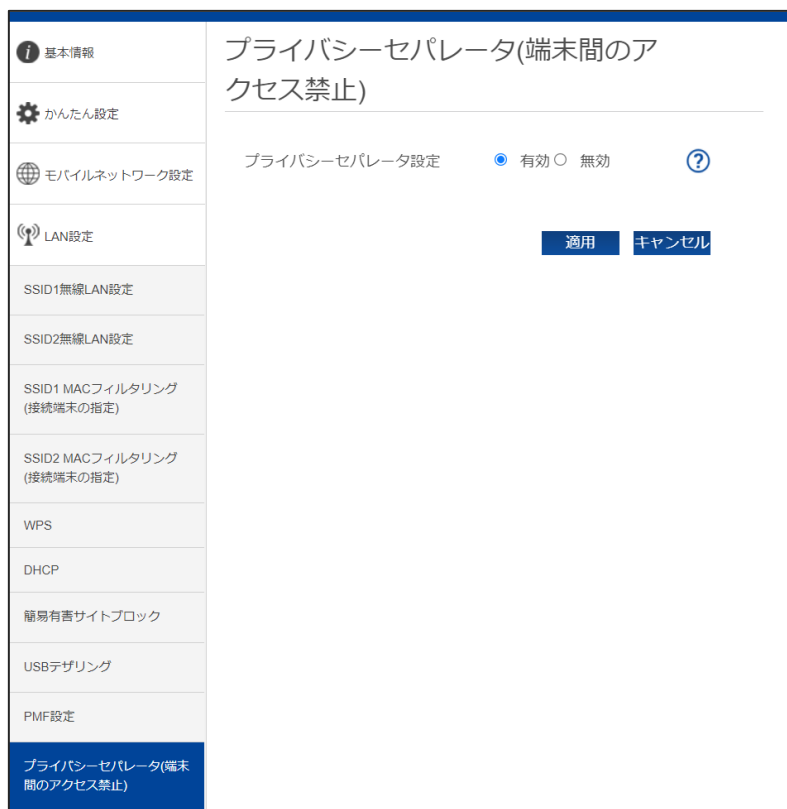 基本情報
かんたん設定
モバイルネットワーク設定
LAN設定
SSID1無線LAN設定
SSID2無線LAN設定
SSID1 MACフィルタリング
(接続端末の指定)
SSID2 MACフィルタリング
(接続端末の指定)
WPS
DHCP
簡易有害サイトブロック
USBテザリング
PMF設定
プライバシーセパレータ(端末
間のアクセス禁止)
プライバシーセパレータ(端末間のア
クセス禁止)
プライバシーセパレータ設定 有効 無効 ?
適用 キャンセル